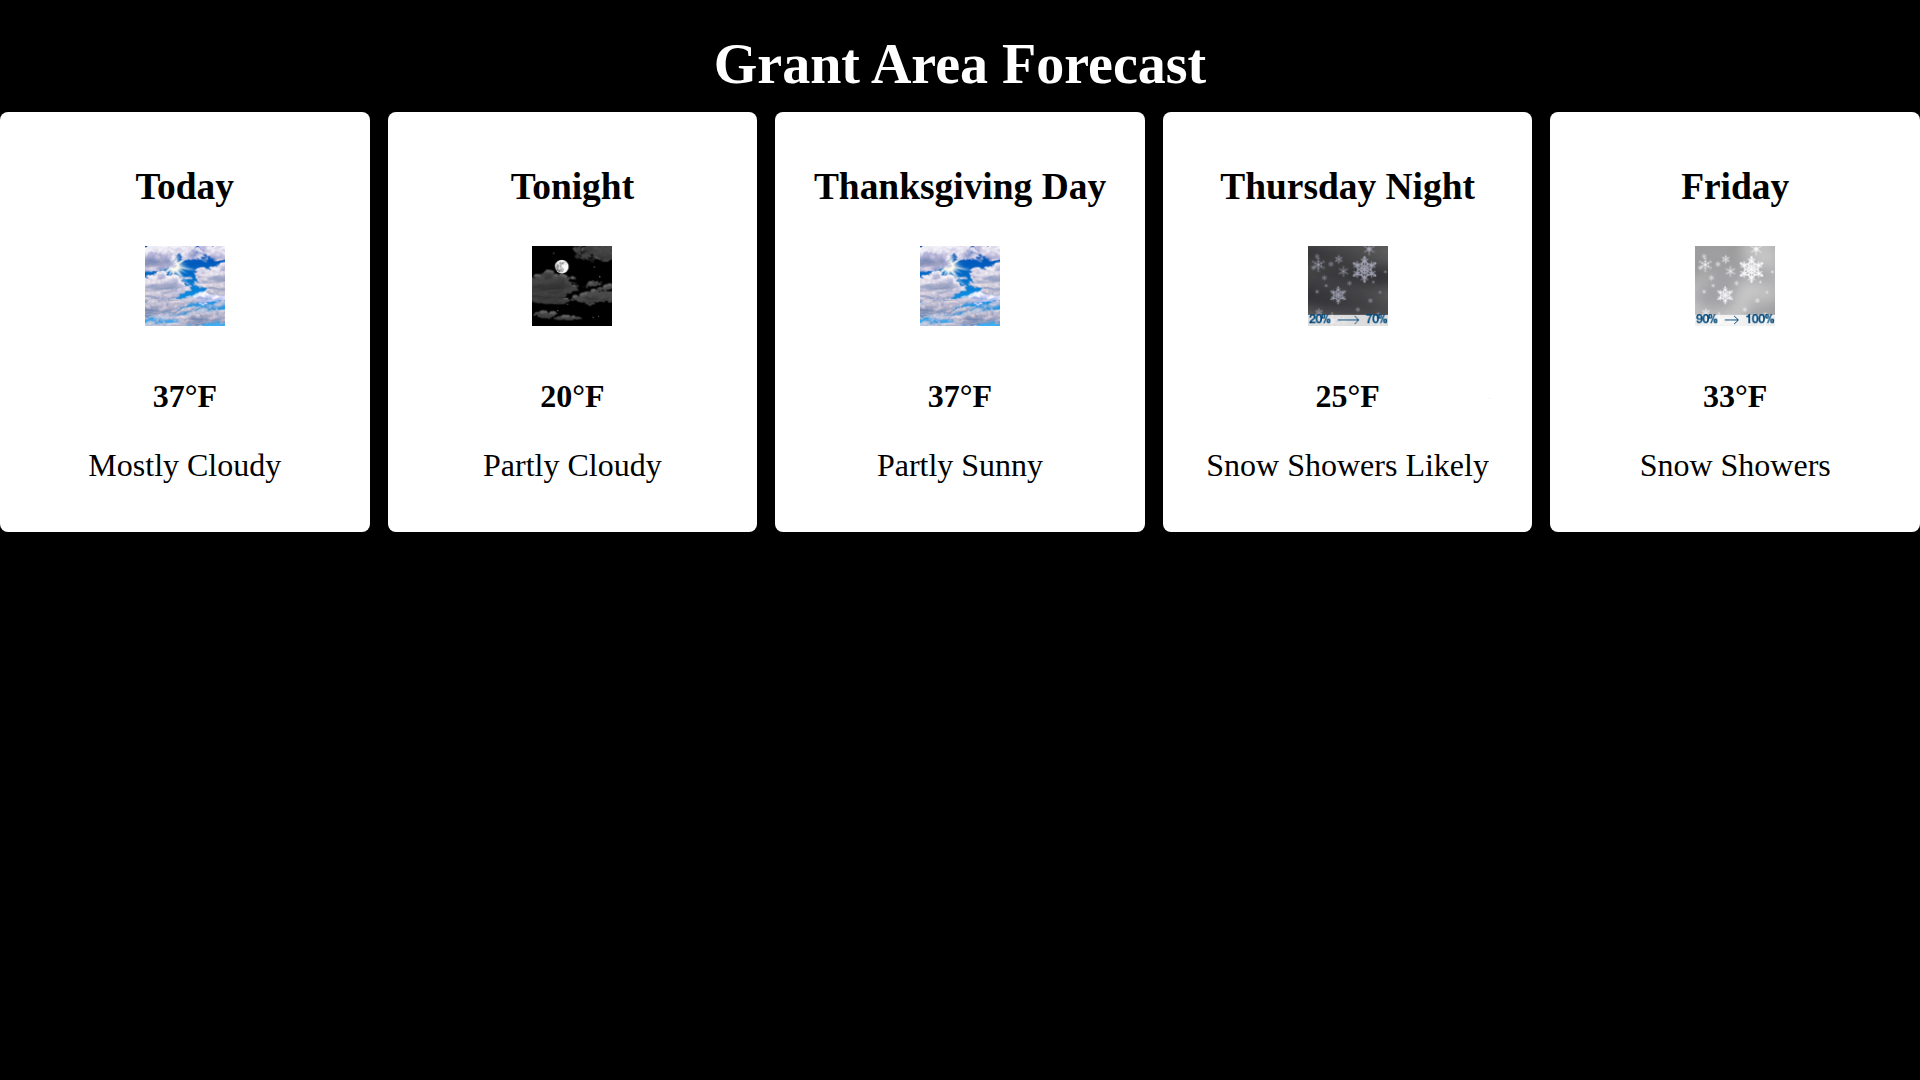 Grant Area Forecast
Today
37°F
Mostly Cloudy
Tonight
20°F
Partly Cloudy
Thanksgiving Day
37°F
Partly Sunny
Thursday Night
20% → 70%
25°F
Snow Showers Likely
Friday
90% → 100%
33°F
Snow Showers